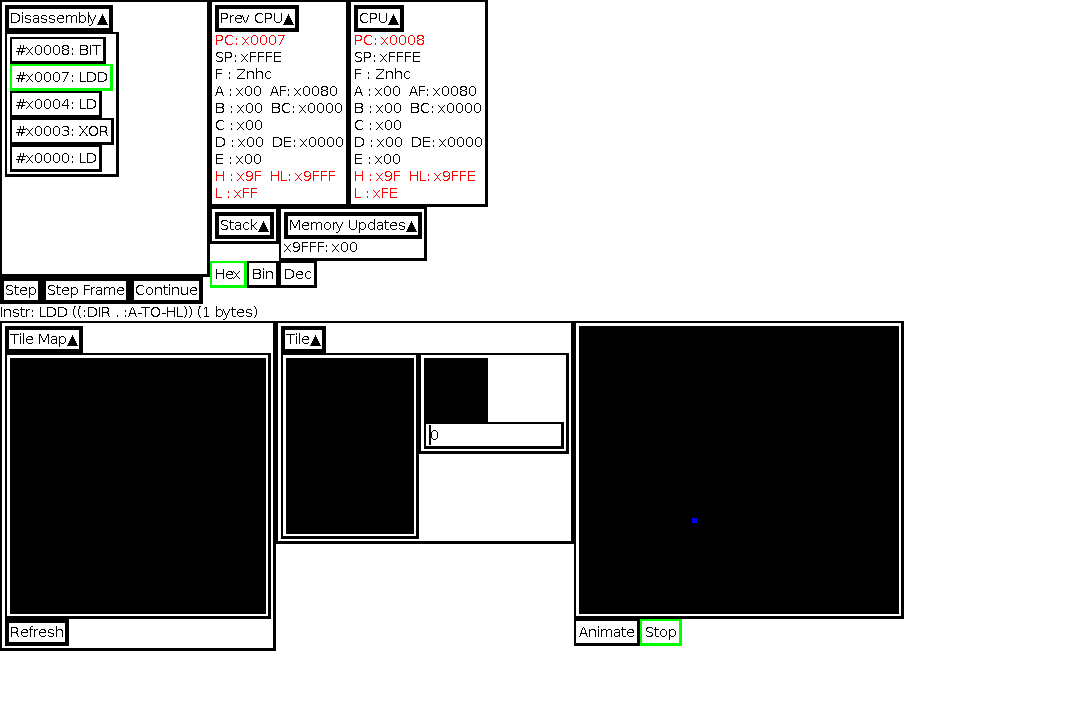 Disassembly▲
#x0008: BIT
#x0007: LDD
#x0004: LD
#x0003: XOR
#x0000: LD
Prev CPU▲
PC: x0007
SP: xFFFE
F : Znhc
A : x00 AF: x0080
B : x00 BC: x0000
C : x00
D : x00 DE: x0000
E : x00
H : x9F HL: x9FFF
L : xFF
CPU▲
PC: x0008
SP: xFFFE
F : Znhc
A : x00 AF: x0080
B : x00 BC: x0000
C : x00
D : x00 DE: x0000
E : x00
H : x9F HL: x9FFE
L : xFE
Stack▲
Memory Updates▲
x9FFF: x00
Hex Bin Dec
Step Step Frame Continue
Instr: LDD ((:DIR . :A-TO-HL)) (1 bytes)
Tile Map▲
Refresh
Tile▲
0
Animate Stop